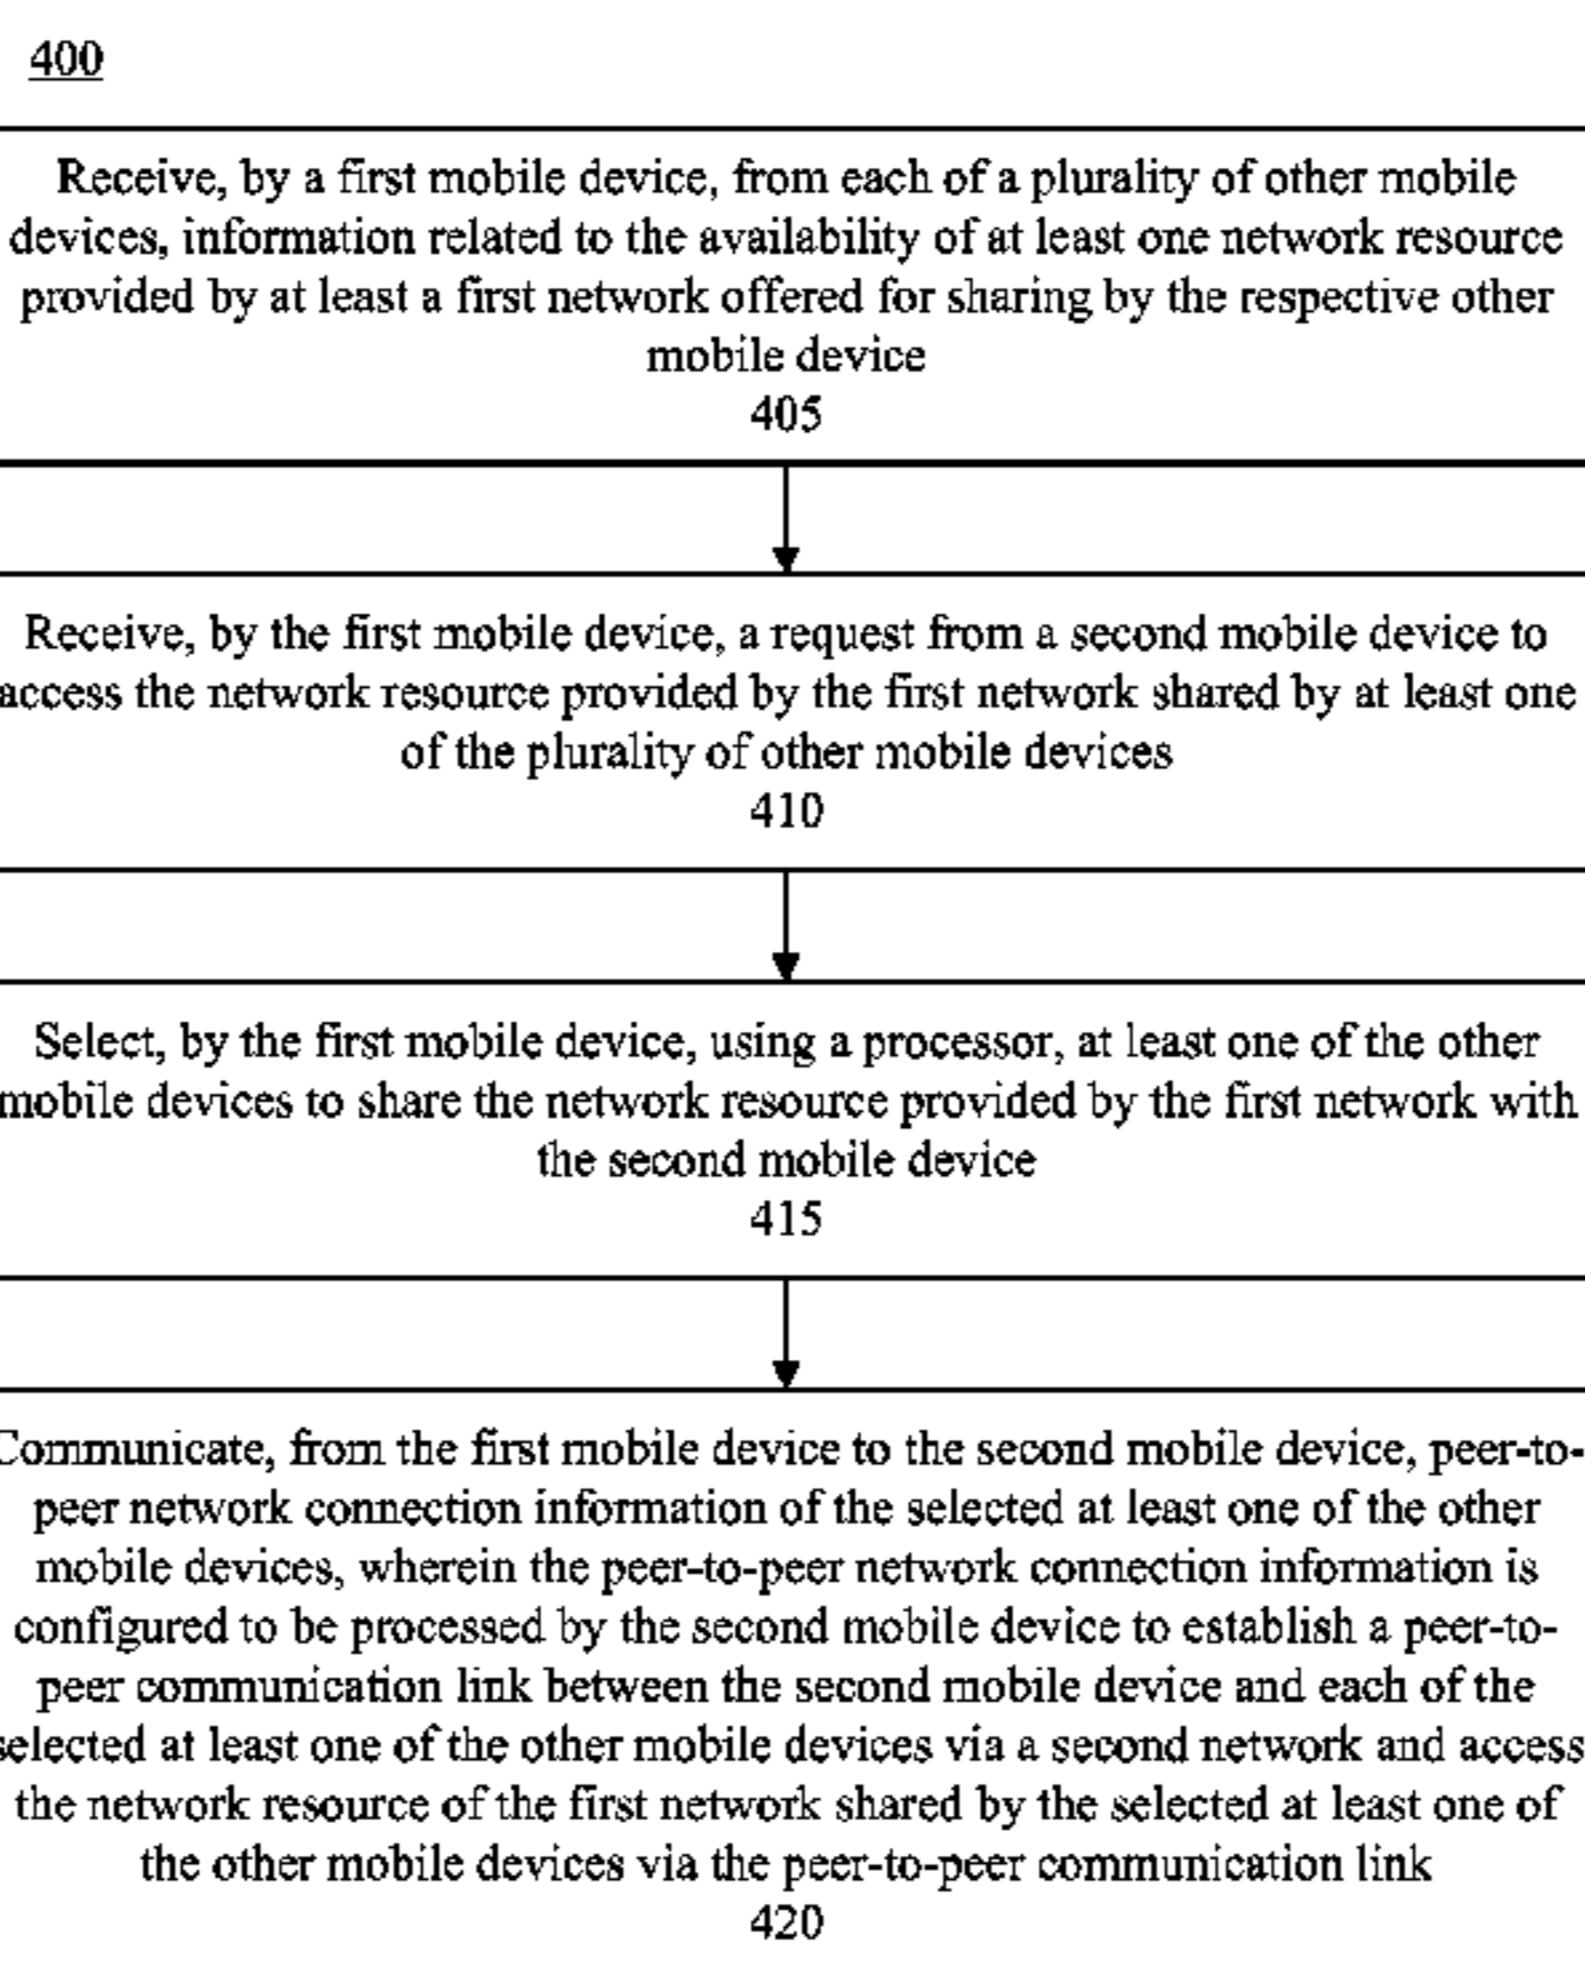 400
Receive, by a first mobile device, from each of a plurality of other mobile
devices, information related to the availability of at least one network resource
provided by at least a first network offered for sharing by the respective other
mobile device
405
Receive, by the first mobile device, a request from a second mobile device to
access the network resource provided by the first network shared by at least one
of the plurality of other mobile devices
410
Select, by the first mobile device, using a processor, at least one of the other
mobile devices to share the network resource provided by the first network with
the second mobile device
415
Communicate, from the first mobile device to the second mobile device, peer-to-
peer network connection information of the selected at least one of the other
mobile devices, wherein the peer-to-peer network connection information is
configured to be processed by the second mobile device to establish a peer-to-
peer communication link between the second mobile device and each of the
selected at least one of the other mobile devices via a second network and access
the network resource of the first network shared by the selected at least one of
the other mobile devices via the peer-to-peer communication link
420